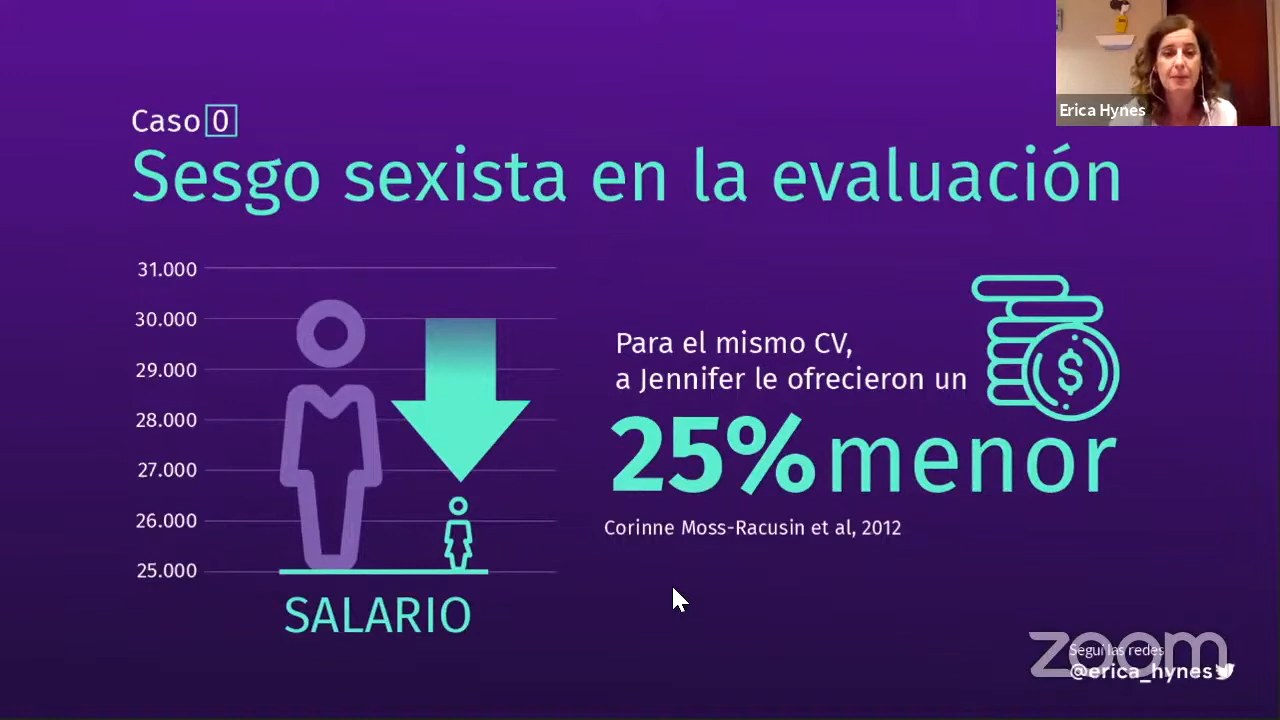 Erica Hynes
Caso 0
Sesgo sexista en la evaluación
31.000
30.000
29.000
28.000
27.000
26.000
25.000
SALARIO
Para el mismo CV,
a Jennifer le ofrecieron un
25% menor
$
Corinne Moss-Racusin et al, 2012
zoom
Seguí las redes
@erica_hynes